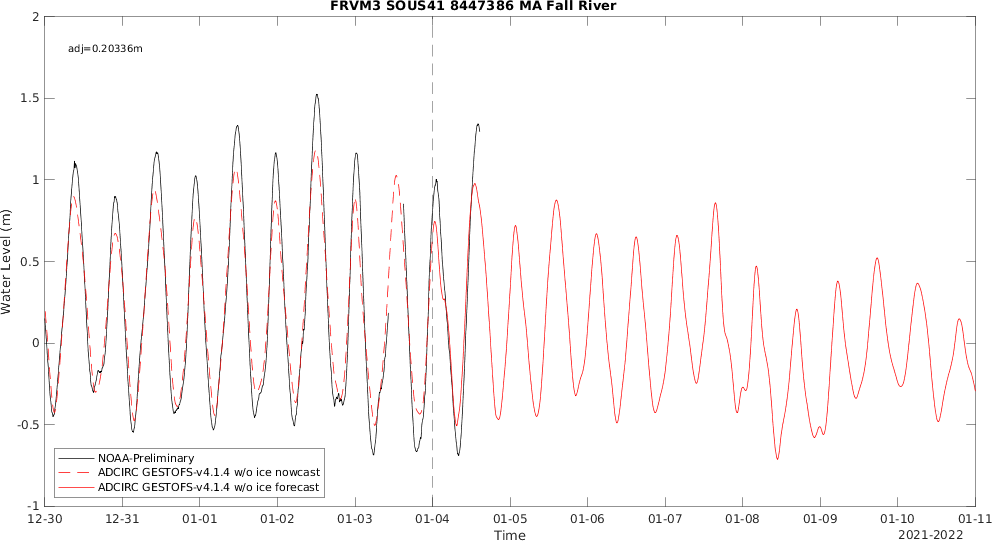 FRVM3 SOUS41 8447386 MA Fall River
adj=0.20336m
Water Level (m)
2
1.5
1
0.5
0
-0.5
-1
NOAA-Preliminary
ADCIRC GESTOFS-v4.1.4 w/o ice nowcast
ADCIRC GESTOFS-v4.1.4 w/o ice forecast
12-30 12-31 01-01 01-02 01-03 01-04 01-05 01-06 01-07 01-08 01-09 01-10 01-11
Time
2021-2022